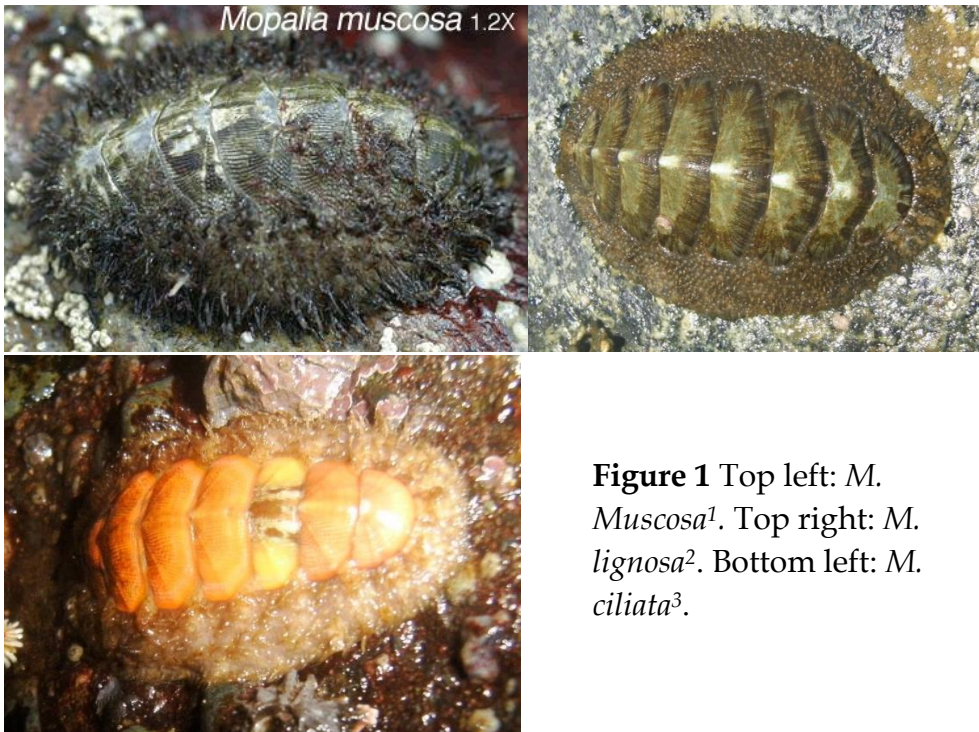 Mopalia muscosa 1.2X
Figure 1 Top left: M.
Muscosa¹. Top right: M.
lignosa². Bottom left: M.
ciliata³.